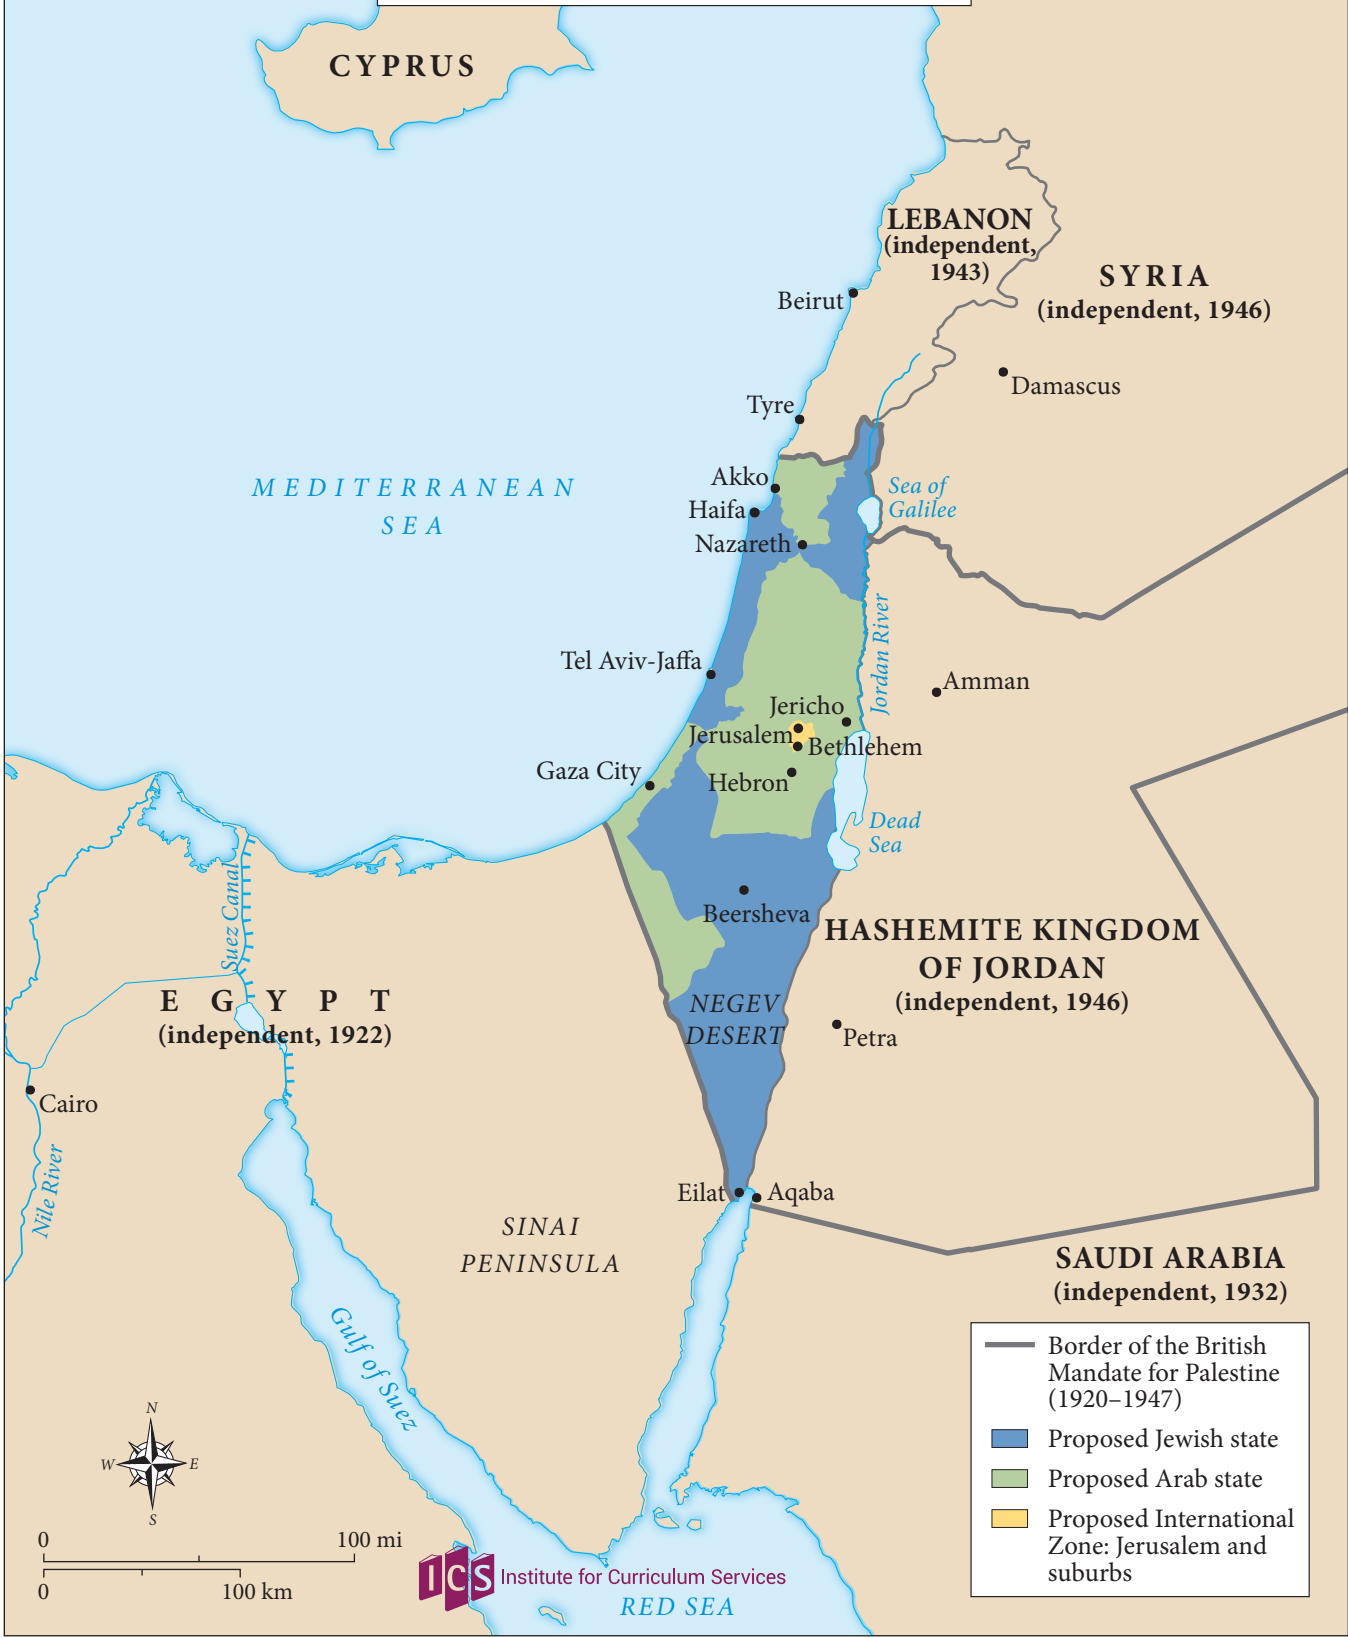 CYPRUS
LEBANON
(independent,
1943)
SYRIA
(independent, 1946)
Beirut
Damascus
Tyre
MEDITERRANEAN
SEA
Akko
Sea of
Galilee
Haifa
Nazareth
Jordan River
Tel Aviv-Jaffa
Amman
Jericho
Jerusalem
Bethlehem
Gaza City
Hebron
Dead
Sea
Suez Canal
Beersheva
HASHEMITE KINGDOM
OF JORDAN
(independent, 1946)
EGYPT
(independent, 1922)
NEGEV
DESERT
Petra
Cairo
Nile River
Eilat
Aqaba
SINAI
PENINSULA
SAUDI ARABIA
(independent, 1932)
Gulf of Suez
Border of the British
Mandate for Palestine
(1920–1947)
Proposed Jewish state
Proposed Arab state
Proposed International
Zone: Jerusalem and
suburbs
N
W E
S
0 100 mi
0 100 km
ICS Institute for Curriculum Services
RED SEA